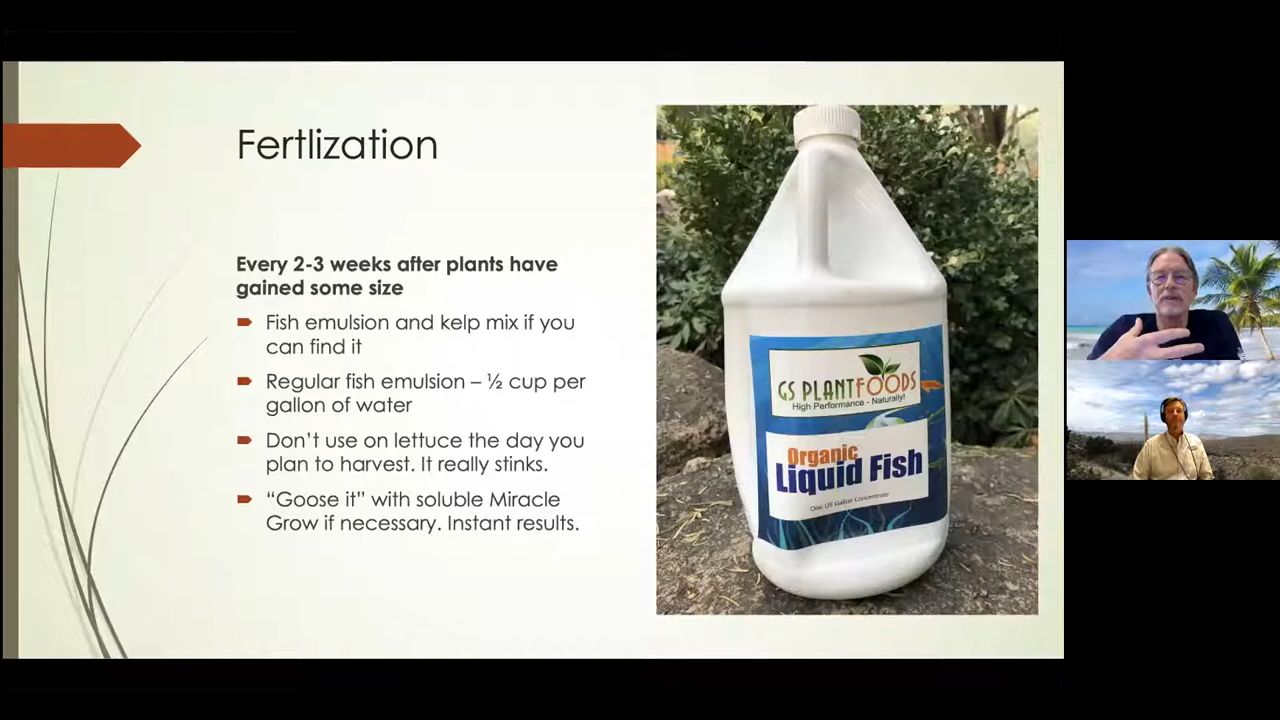 Fertlization
Every 2-3 weeks after plants have
gained some size
Fish emulsion and kelp mix if you
can find it
Regular fish emulsion – ½ cup per
gallon of water
Don’t use on lettuce the day you
plan to harvest. It really stinks.
“Goose it” with soluble Miracle
Grow if necessary. Instant results.
GS PLANTFOODS
High Performance - Naturally!
Organic
Liquid Fish
One US Gallon Concentrate